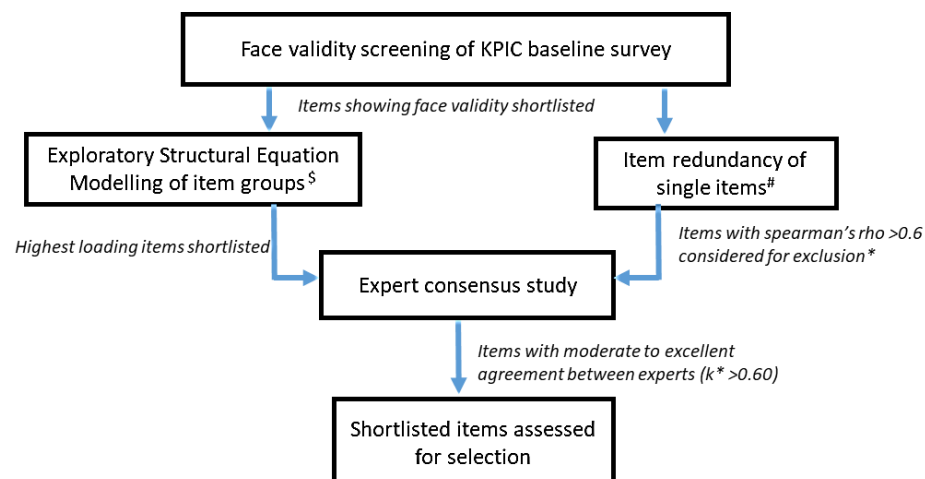 Face validity screening of KPIC baseline survey
Items showing face validity shortlisted
Exploratory Structural Equation
Modelling of item groups$
Item redundancy of
single items#
Highest loading items shortlisted
Items with spearman's rho >0.6
considered for exclusion*
Expert consensus study
Items with moderate to excellent
agreement between experts (k* >0.60)
Shortlisted items assessed
for selection